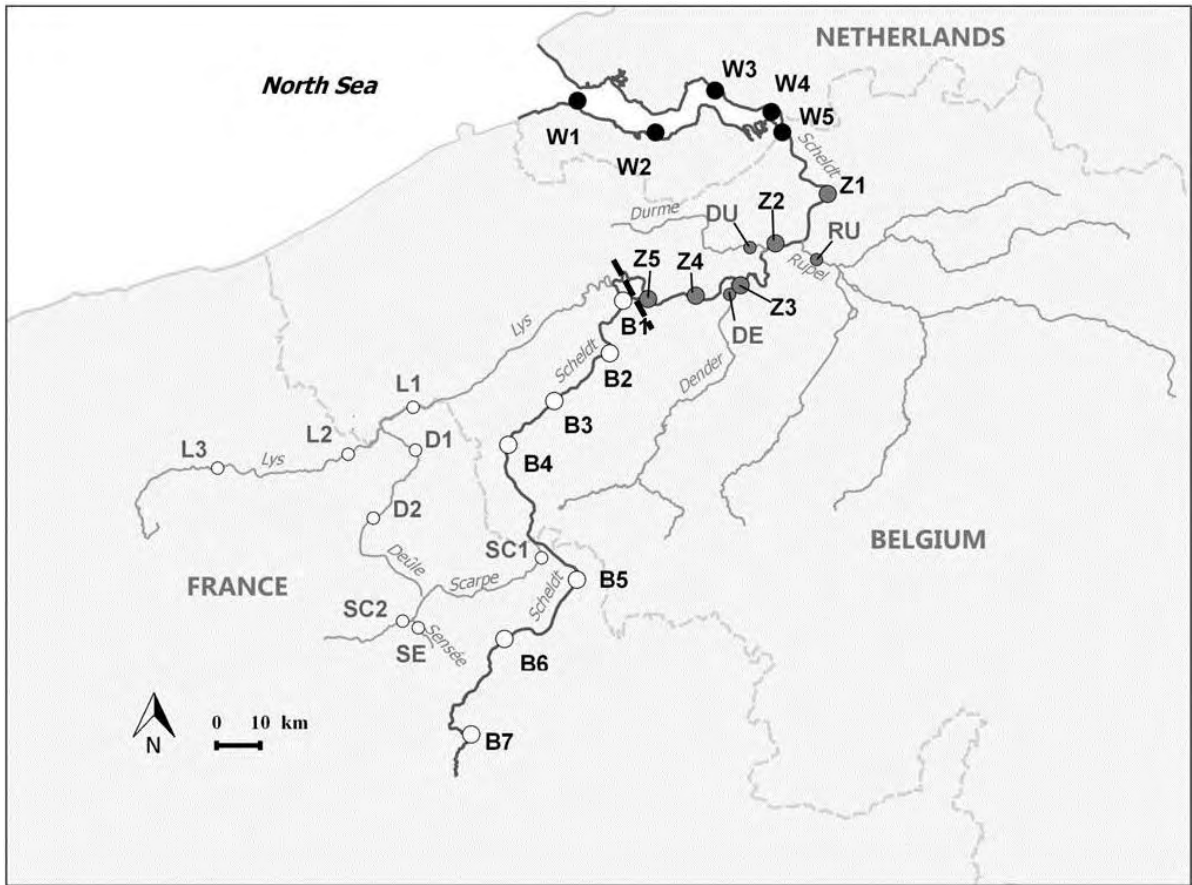 NETHERLANDS
North Sea
W3
W4
W1
W5
W2
Scheldt
Z1
Durme
DU
Z2
RU
Rupel
Z5
Z4
Z3
DE
B1
Lys
Scheldt
B2
Dender
L1
B3
L2
D1
B4
L3
Lys
D2
BELGIUM
SC1
Deûle
Scarpe
B5
FRANCE
Scheldt
SC2
Sensée
SE
B6
0 10 km
B7
N